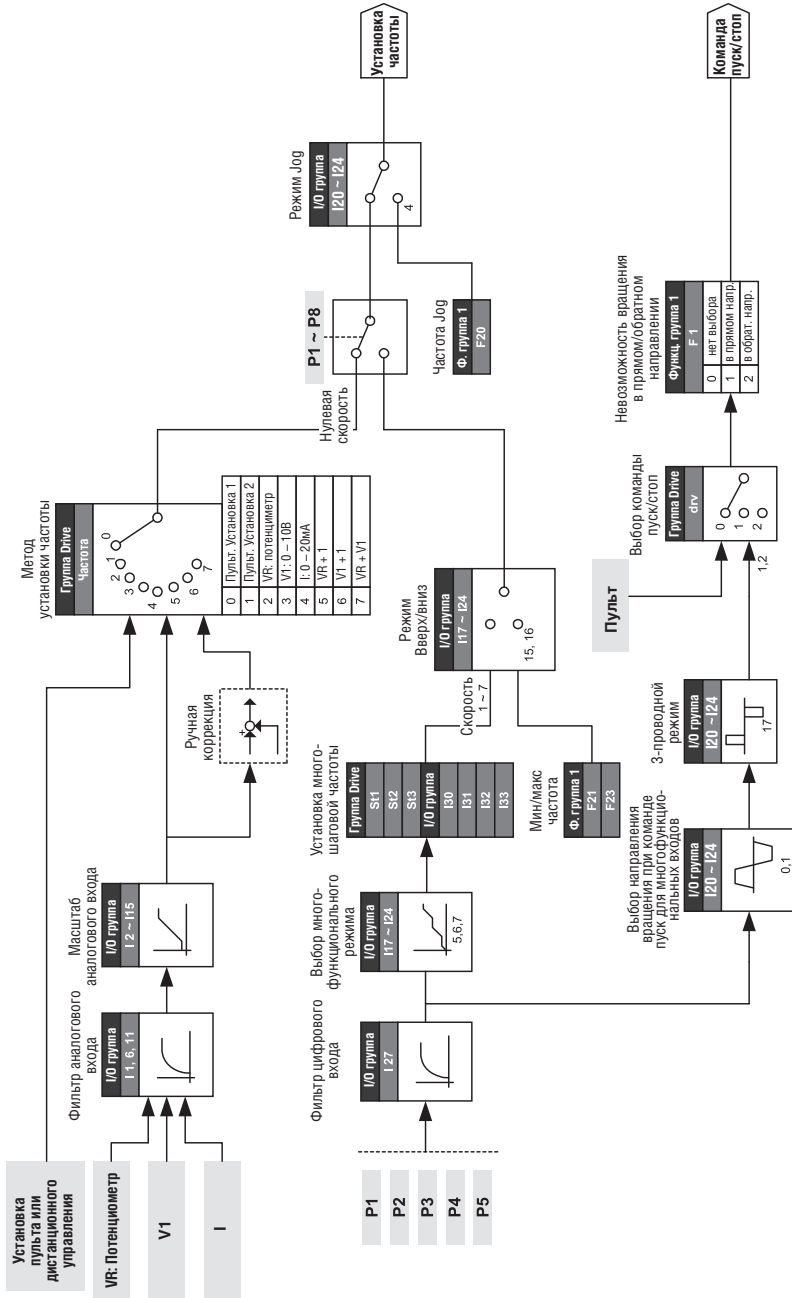 Установка
пульта или
дистанционного
управления
VR: Потенциометр
V1
I
Фильтр аналогового
входа
I/O группа
I 1, 6, 11
Масштаб
аналогового входа
I/O группа
I 2 ~ I15
Ручная
коррекция
+
Метод
установки частоты
Группа Drive
Частота
0
1
2
3
4
5
6
7
0 Пульт. Установка 1
1 Пульт. Установка 2
2 VR: потенциометр
3 V1: 0 – 10В
4 I: 0 – 20мА
5 VR + 1
6 V1 + 1
7 VR + V1
Нулевая
скорость
P1 ~ P8
Режим Jog
I/O группа
I20 ~ I24
4
Частота Jog
Ф. группа 1
F20
Установка
частоты
P1
P2
P3
P4
P5
Фильтр цифрового
входа
I/O группа
I 27
Выбор много-
функционального
режима
I/O группа
I17 ~ I24
5,6,7
Установка много-
шаговой частоты
Группа Drive
St1
St2
St3
I/O группа
I30
I31
I32
I33
Скорость
1 ~ 7
Мин/макс
частота
Ф. группа 1
F21
F23
Режим
Вверх/вниз
I/O группа
I17 ~ I24
15, 16
Выбор направления
вращения при команде
пуск для многофункцио-
нальных входов
I/O группа
I20 ~ I24
0,1
3-проводной
режим
I/O группа
I20 ~ I24
17
Пульт
1,2
Выбор команды
пуск/стоп
Группа Drive
drv
0
1
2
Невозможность вращения
в прямом/обратном
направлении
Функц. группа 1
F 1
0 нет выбора
1 в прямом напр.
2 в обрат. напр.
Команда
пуск/стоп